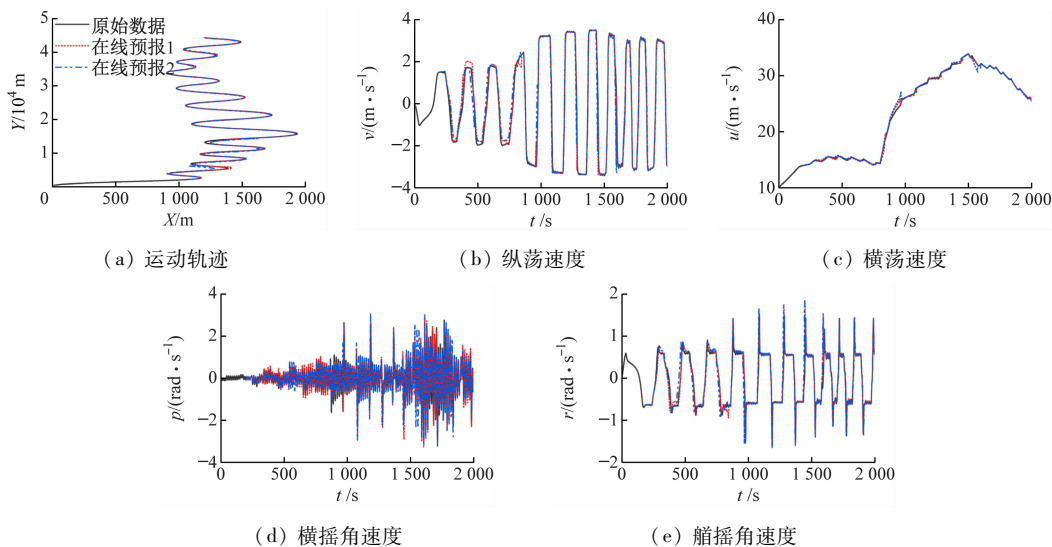 原始数据
在线预报1
在线预报2
Y/10⁴ m
5
4
3
2
1
0 500 1 000 1 500 2 000
X/m
(a) 运动轨迹
v/(m·s⁻¹)
4
2
0
−2
−4
0 500 1 000 1 500 2 000
t /s
(b) 纵荡速度
u/(m·s⁻¹)
40
30
20
10
0 500 1 000 1 500 2 000
t /s
(c) 横荡速度
p/(rad·s⁻¹)
4
2
0
−2
−4
0 500 1 000 1 500 2 000
t /s
(d) 横摇角速度
r/(rad·s⁻¹)
2
1
0
−1
−2
0 500 1 000 1 500 2 000
t /s
(e) 艏摇角速度